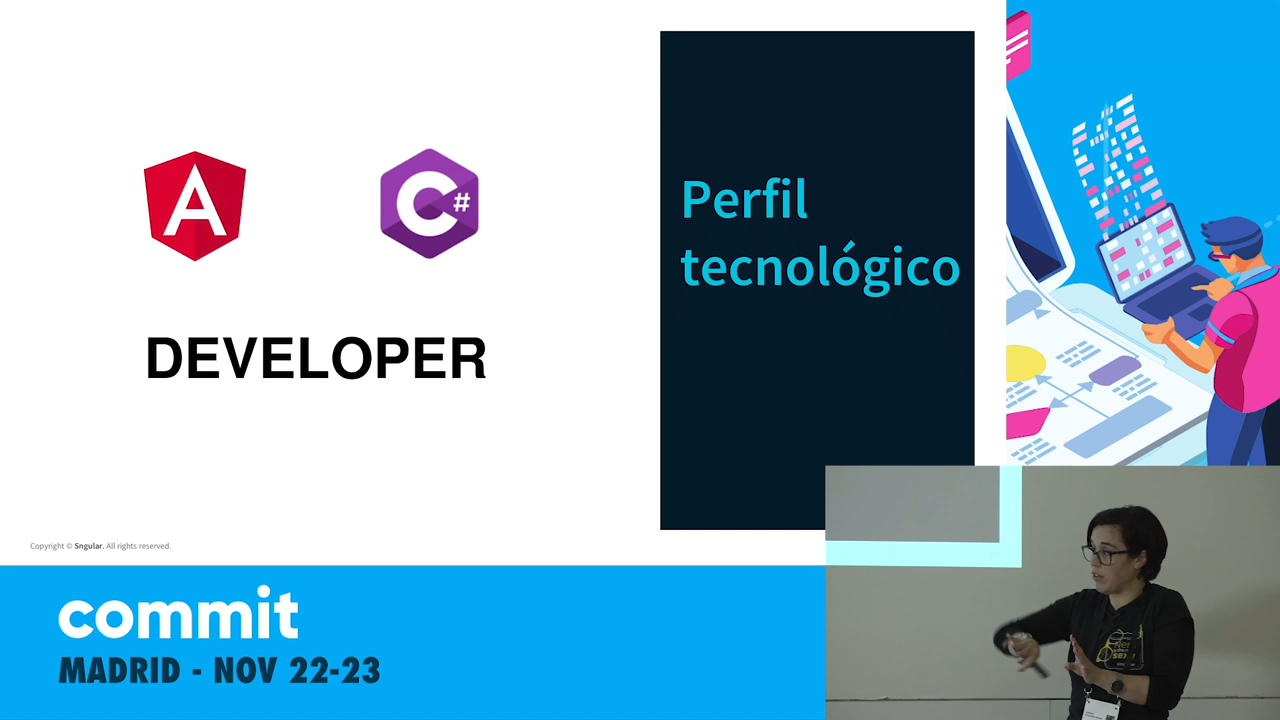 A
C#
DEVELOPER
Perfil
tecnológico
Copyright © Sngular. All rights reserved.
commit
MADRID - NOV 22-23